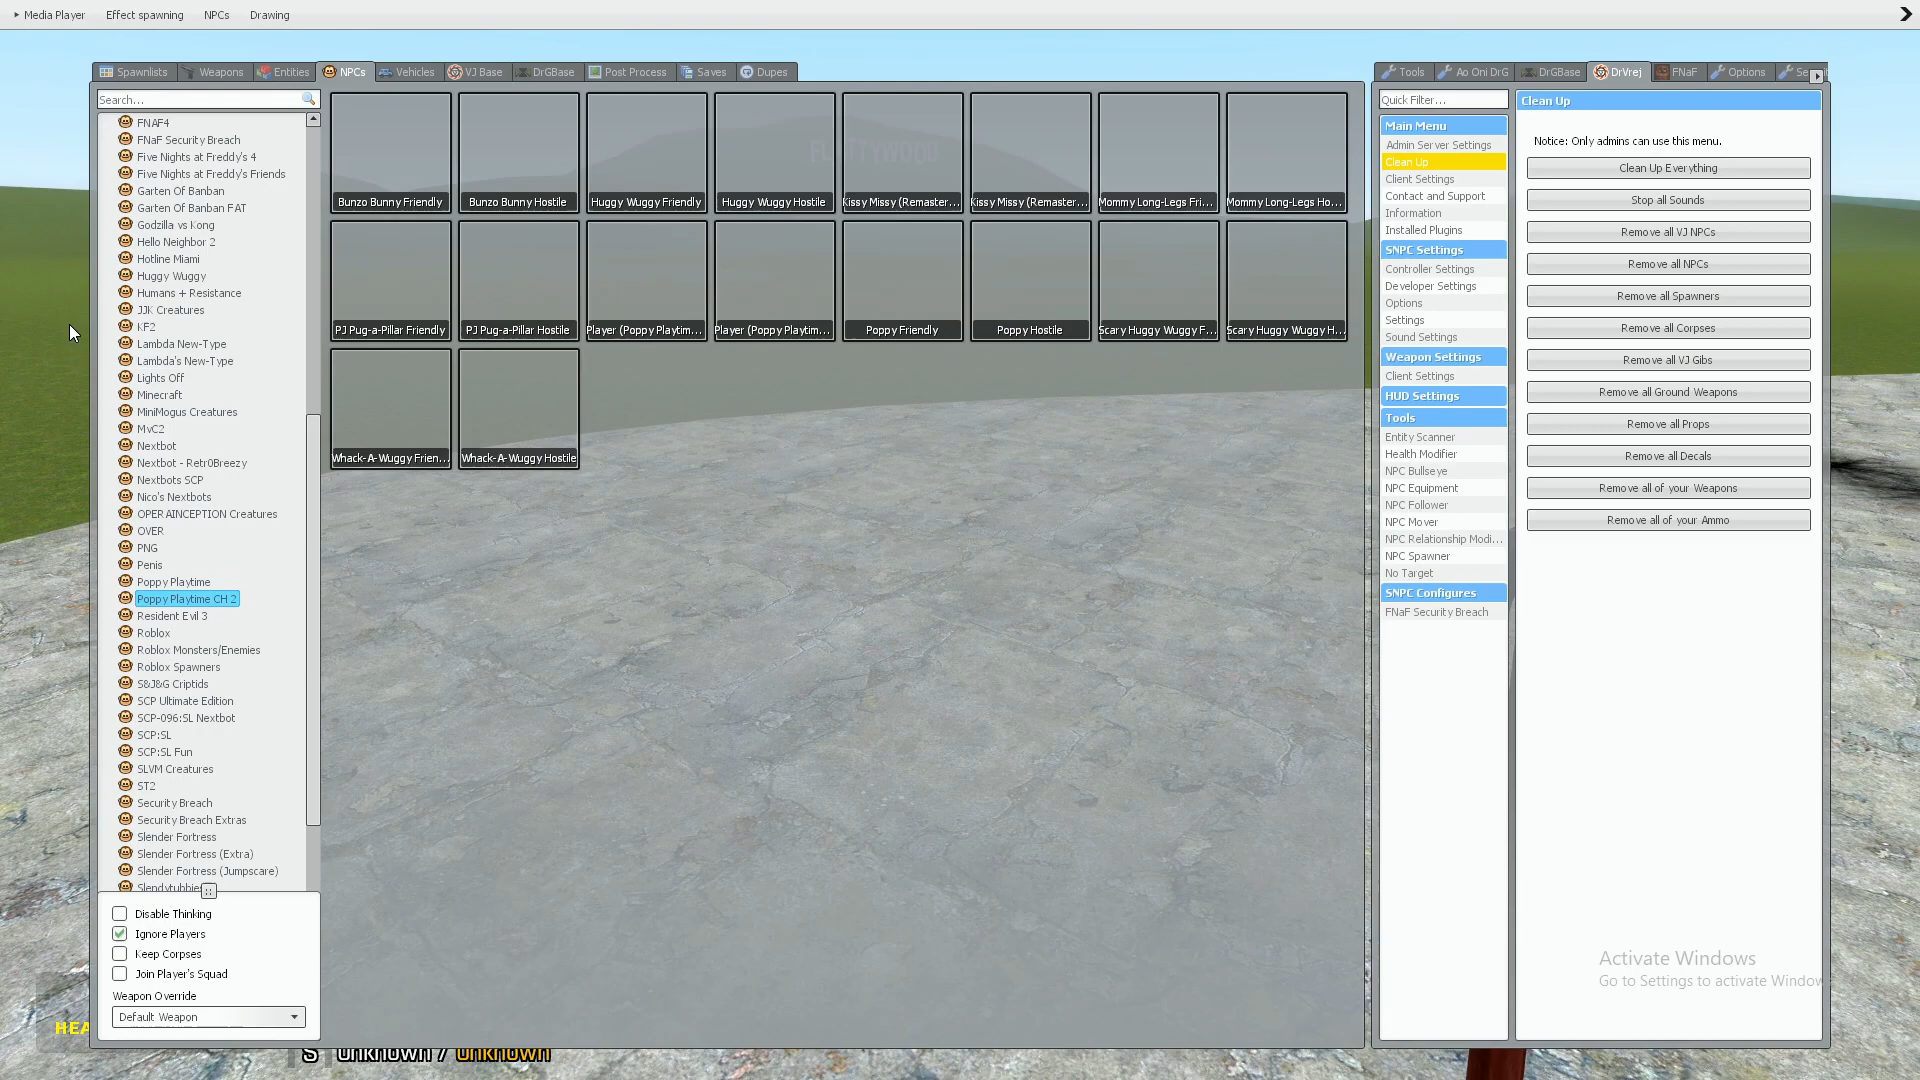 Media Player Effect spawning NPCs Drawing
Spawnlists Weapons Entities NPCs Vehicles VJ Base DrGBase Post Process Saves Dupes
Tools Ao Oni DrG DrGBase DrVrej FNaF Options
Search...
FNAF4
FNaF Security Breach
Five Nights at Freddy's 4
Five Nights at Freddy's Friends
Garten Of Banban
Garten Of Banban FAT
Godzilla vs Kong
Hello Neighbor 2
Hotline Miami
Huggy Wuggy
Humans + Resistance
JJK Creatures
KF2
Lambda New-Type
Lambda's New-Type
Lights Off
Minecraft
MiniMogus Creatures
MvC2
Nextbot
Nextbot - Retr0Breezy
Nextbots SCP
Nico's Nextbots
OPERAINCEPTION Creatures
OVER
PNG
Penis
Poppy Playtime
Poppy Playtime CH 2
Resident Evil 3
Roblox
Roblox Monsters/Enemies
Roblox Spawners
S&J&G Criptids
SCP Ultimate Edition
SCP-096:SL Nextbot
SCP:SL
SCP:SL Fun
SLVM Creatures
ST2
Security Breach
Security Breach Extras
Slender Fortress
Slender Fortress (Extra)
Slender Fortress (Jumpscare)
Slendytubbies
Disable Thinking
Ignore Players
Keep Corpses
Join Player's Squad
Weapon Override
Default Weapon
FLATTYWOOD
Bunzo Bunny Friendly Bunzo Bunny Hostile Huggy Wuggy Friendly Huggy Wuggy Hostile Kissy Missy (Remaster... Kissy Missy (Remaster... Mommy Long-Legs Fri... Mommy Long-Legs Ho...
PJ Pug-a-Pillar Friendly PJ Pug-a-Pillar Hostile Player (Poppy Playtim... Player (Poppy Playtim... Poppy Friendly Poppy Hostile Scary Huggy Wuggy F... Scary Huggy Wuggy H...
Whack-A-Wuggy Frien... Whack-A-Wuggy Hostile
Quick Filter...
Main Menu
Admin Server Settings
Clean Up
Client Settings
Contact and Support
Information
Installed Plugins
SNPC Settings
Controller Settings
Developer Settings
Options
Settings
Sound Settings
Weapon Settings
Client Settings
HUD Settings
Tools
Entity Scanner
Health Modifier
NPC Bullseye
NPC Equipment
NPC Follower
NPC Mover
NPC Relationship Modi...
NPC Spawner
No Target
SNPC Configures
FNaF Security Breach
Clean Up
Notice: Only admins can use this menu.
Clean Up Everything
Stop all Sounds
Remove all VJ NPCs
Remove all NPCs
Remove all Spawners
Remove all Corpses
Remove all VJ Gibs
Remove all Ground Weapons
Remove all Props
Remove all Decals
Remove all of your Weapons
Remove all of your Ammo
Activate Windows
Go to Settings to activate Window
HEA
S unknown / unknown